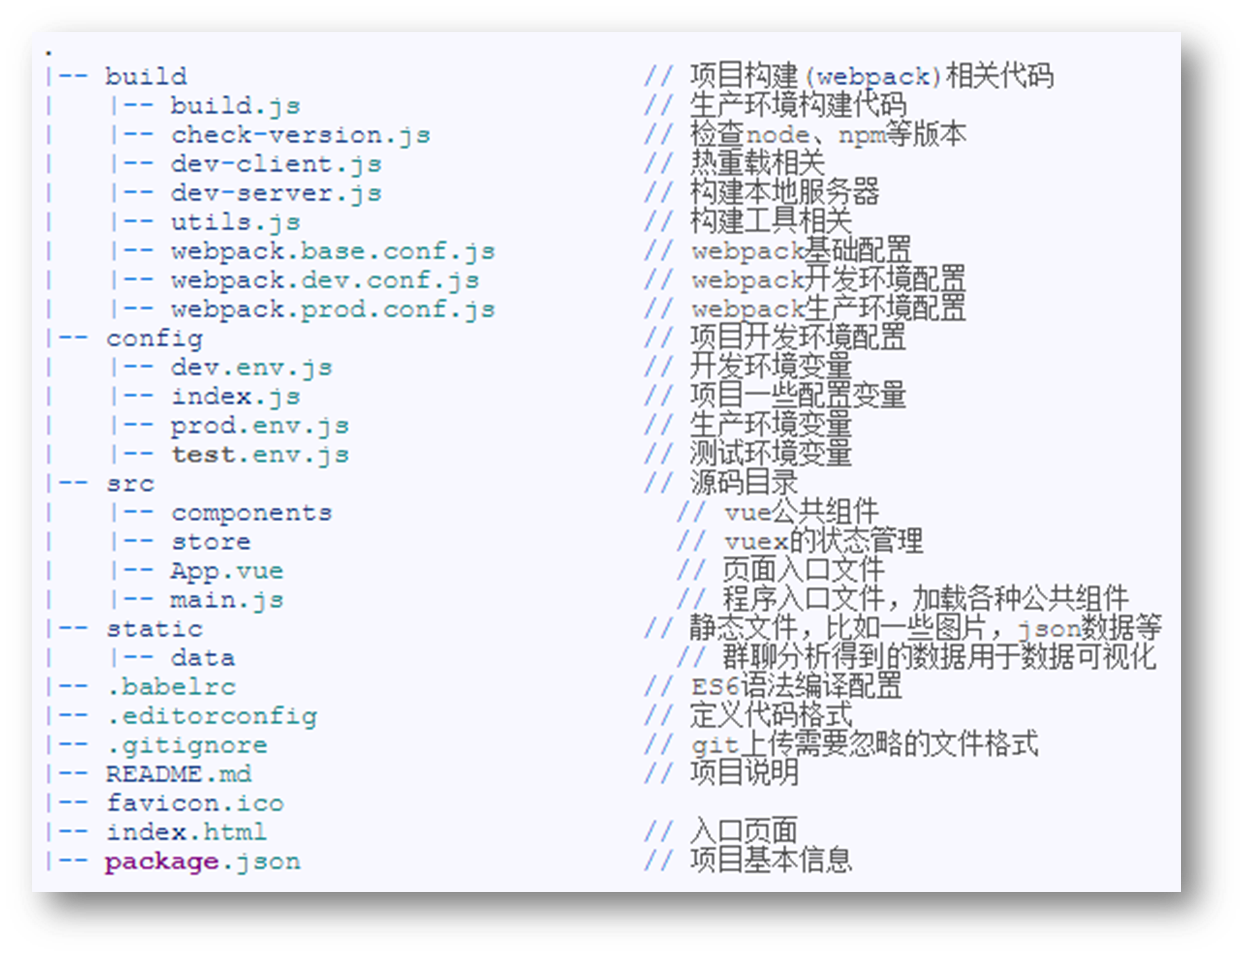 .
|-- build                            // 项目构建(webpack)相关代码
|   |-- build.js                     // 生产环境构建代码
|   |-- check-version.js             // 检查node、npm等版本
|   |-- dev-client.js                // 热重载相关
|   |-- dev-server.js                // 构建本地服务器
|   |-- utils.js                     // 构建工具相关
|   |-- webpack.base.conf.js         // webpack基础配置
|   |-- webpack.dev.conf.js          // webpack开发环境配置
|   |-- webpack.prod.conf.js         // webpack生产环境配置
|-- config                           // 项目开发环境配置
|   |-- dev.env.js                   // 开发环境变量
|   |-- index.js                     // 项目一些配置变量
|   |-- prod.env.js                  // 生产环境变量
|   |-- test.env.js                  // 测试环境变量
|-- src                              // 源码目录
|   |-- components                     // vue公共组件
|   |-- store                          // vuex的状态管理
|   |-- App.vue                        // 页面入口文件
|   |-- main.js                        // 程序入口文件，加载各种公共组件
|-- static                           // 静态文件，比如一些图片，json数据等
|   |-- data                           // 群聊分析得到的数据用于数据可视化
|-- .babelrc                         // ES6语法编译配置
|-- .editorconfig                    // 定义代码格式
|-- .gitignore                       // git上传需要忽略的文件格式
|-- README.md                        // 项目说明
|-- favicon.ico
|-- index.html                       // 入口页面
|-- package.json                     // 项目基本信息